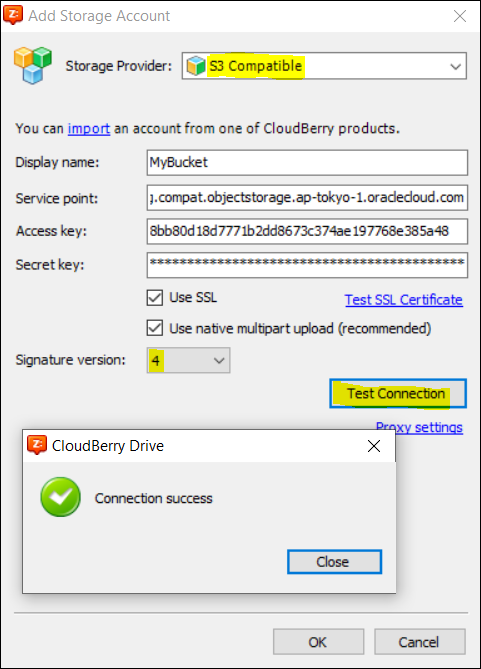 Add Storage Account
Storage Provider: S3 Compatible
You can import an account from one of CloudBerry products.
Display name: MyBucket
Service point: .compat.objectstorage.ap-tokyo-1.oraclecloud.com
Access key: 8bb80d18d7771b2dd8673c374ae197768e385a48
Secret key: ******************************************
Use SSL Test SSL Certificate
Use native multipart upload (recommended)
Signature version: 4
Test Connection
Proxy settings
CloudBerry Drive
Connection success
Close
OK Cancel